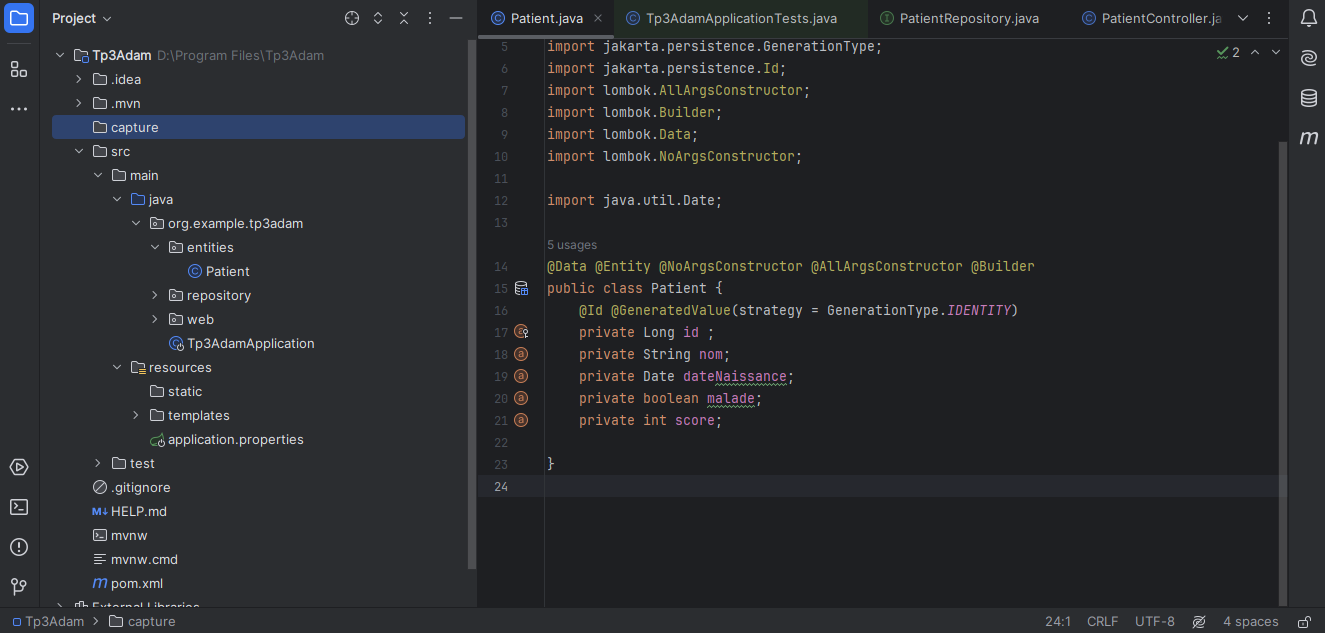 Project
Tp3Adam D:\Program Files\Tp3Adam
.idea
.mvn
capture
src
main
java
org.example.tp3adam
entities
Patient
repository
web
Tp3AdamApplication
resources
static
templates
application.properties
test
.gitignore
M↓ HELP.md
mvnw
mvnw.cmd
m pom.xml
External Libraries
Patient.java
Tp3AdamApplicationTests.java
PatientRepository.java
PatientController.ja
2
5 import jakarta.persistence.GenerationType;
6 import jakarta.persistence.Id;
7 import lombok.AllArgsConstructor;
8 import lombok.Builder;
9 import lombok.Data;
10 import lombok.NoArgsConstructor;
11
12 import java.util.Date;
13
5 usages
14 @Data @Entity @NoArgsConstructor @AllArgsConstructor @Builder
15 public class Patient {
16 @Id @GeneratedValue(strategy = GenerationType.IDENTITY)
17 private Long id ;
18 private String nom;
19 private Date dateNaissance;
20 private boolean malade;
21 private int score;
22
23 }
24
m
Tp3Adam > capture
24:1 CRLF UTF-8 4 spaces